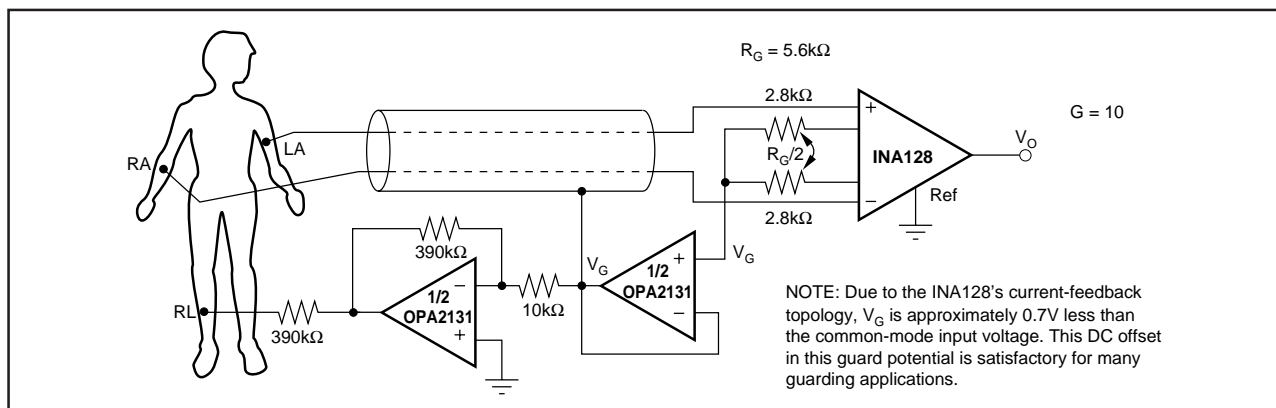 R_G = 5.6kΩ
2.8kΩ
G = 10
LA
RA
+
V_O
R_G/2
INA128
Ref
–
2.8kΩ
390kΩ
V_G
+
V_G
1/2
OPA2131
–
10kΩ
–
1/2
OPA2131
+
RL
390kΩ
NOTE: Due to the INA128's current-feedback
topology, V_G is approximately 0.7V less than
the common-mode input voltage. This DC offset
in this guard potential is satisfactory for many
guarding applications.